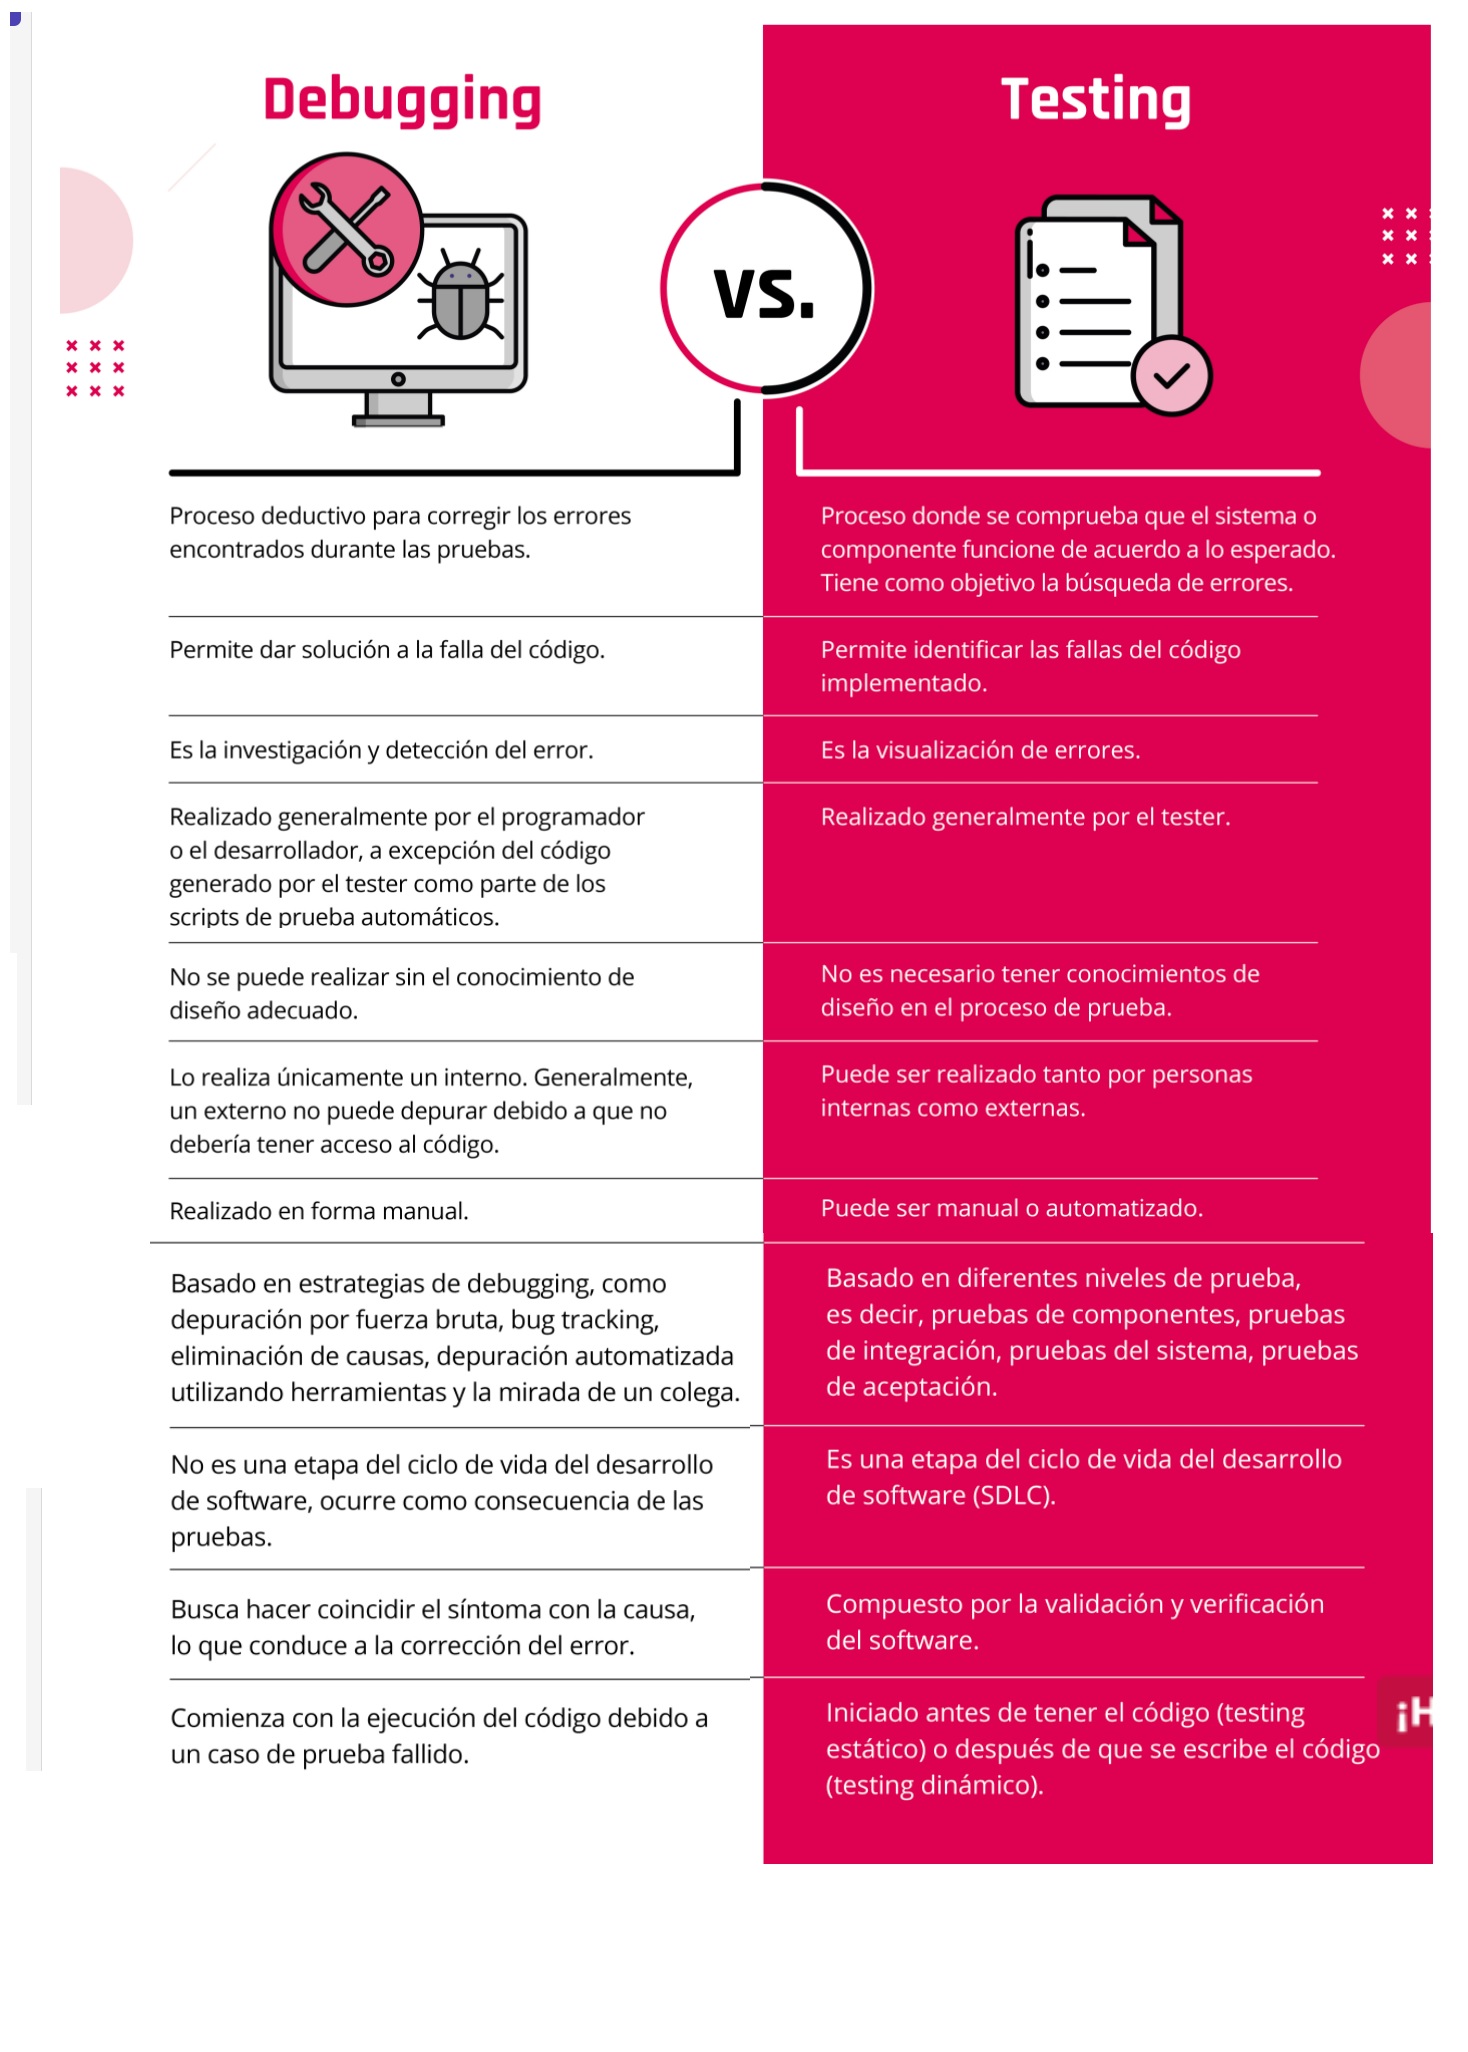 Debugging
Testing
VS.
Proceso deductivo para corregir los errores
encontrados durante las pruebas.
Proceso donde se comprueba que el sistema o
componente funcione de acuerdo a lo esperado.
Tiene como objetivo la búsqueda de errores.
Permite dar solución a la falla del código.
Permite identificar las fallas del código
implementado.
Es la investigación y detección del error.
Es la visualización de errores.
Realizado generalmente por el programador
o el desarrollador, a excepción del código
generado por el tester como parte de los
scripts de prueba automáticos.
Realizado generalmente por el tester.
No se puede realizar sin el conocimiento de
diseño adecuado.
No es necesario tener conocimientos de
diseño en el proceso de prueba.
Lo realiza únicamente un interno. Generalmente,
un externo no puede depurar debido a que no
debería tener acceso al código.
Puede ser realizado tanto por personas
internas como externas.
Realizado en forma manual.
Puede ser manual o automatizado.
Basado en estrategias de debugging, como
depuración por fuerza bruta, bug tracking,
eliminación de causas, depuración automatizada
utilizando herramientas y la mirada de un colega.
Basado en diferentes niveles de prueba,
es decir, pruebas de componentes, pruebas
de integración, pruebas del sistema, pruebas
de aceptación.
No es una etapa del ciclo de vida del desarrollo
de software, ocurre como consecuencia de las
pruebas.
Es una etapa del ciclo de vida del desarrollo
de software (SDLC).
Busca hacer coincidir el síntoma con la causa,
lo que conduce a la corrección del error.
Compuesto por la validación y verificación
del software.
Comienza con la ejecución del código debido a
un caso de prueba fallido.
Iniciado antes de tener el código (testing
estático) o después de que se escribe el código
(testing dinámico).